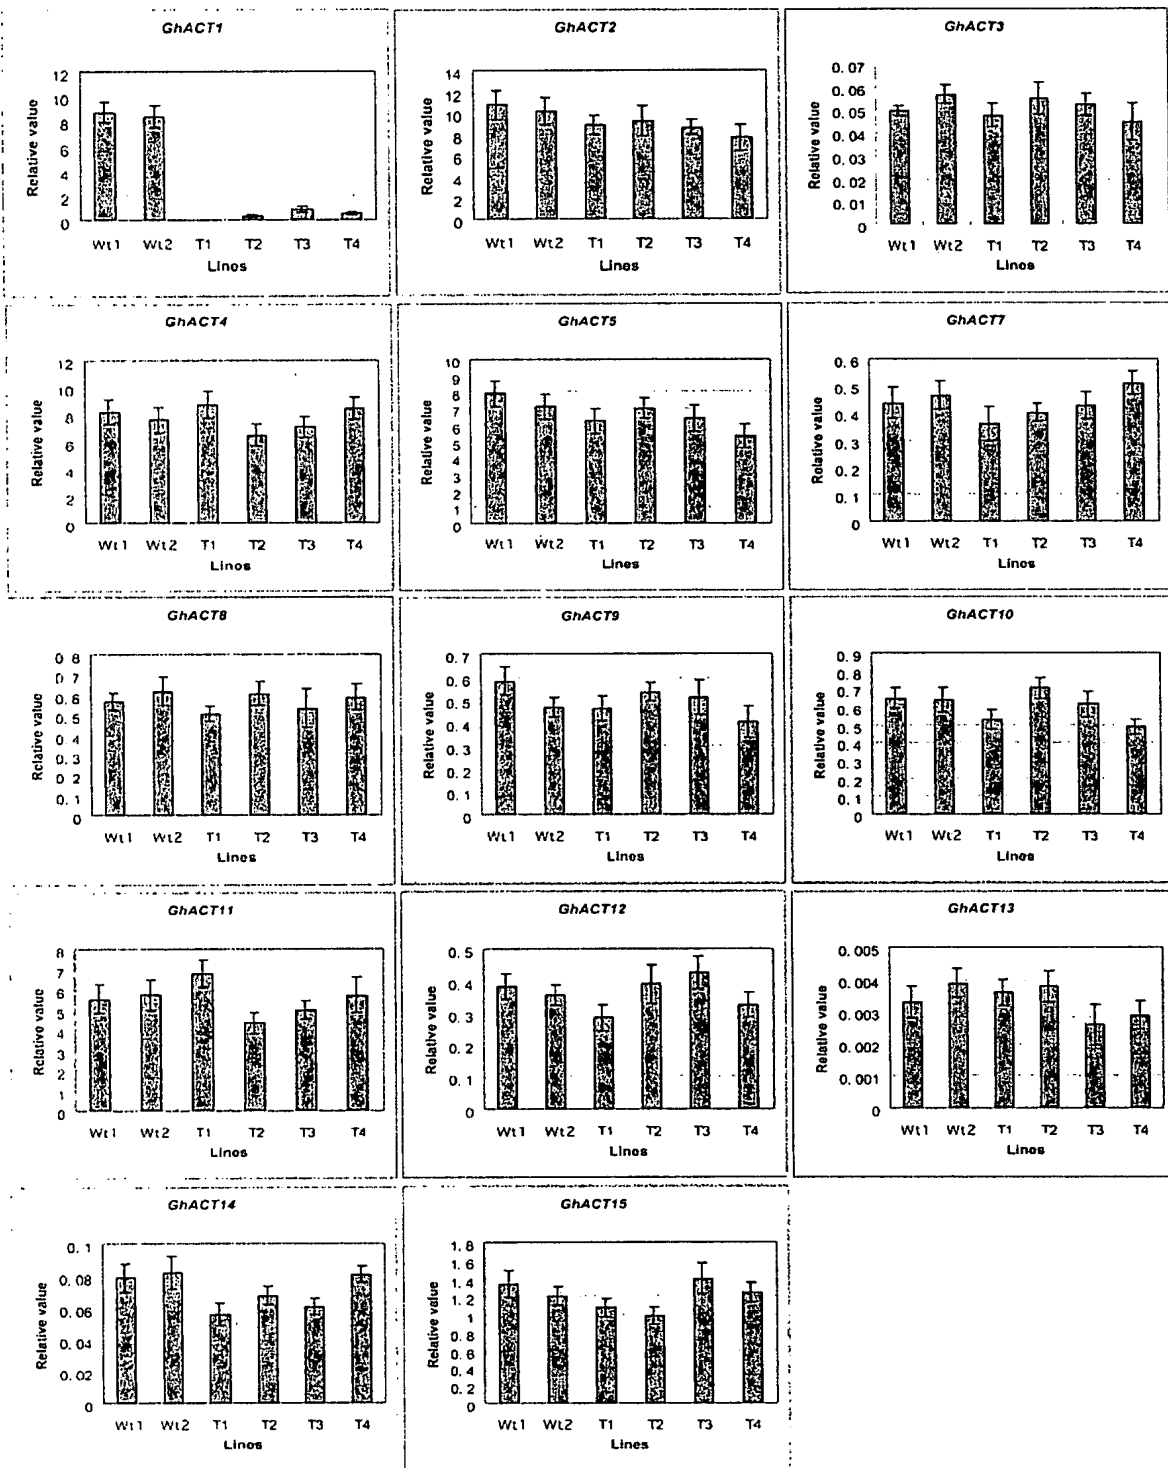 GhACT1
Relative value
12
10
8
6
4
2
0
Wt1 Wt2 T1 T2 T3 T4
Lines
GhACT2
Relative value
14
12
10
8
6
4
2
0
Wt1 Wt2 T1 T2 T3 T4
Lines
GhACT3
Relative value
0.07
0.06
0.05
0.04
0.03
0.02
0.01
0
Wt1 Wt2 T1 T2 T3 T4
Lines
GhACT4
Relative value
12
10
8
6
4
2
0
Wt1 Wt2 T1 T2 T3 T4
Lines
GhACT5
Relative value
10
9
8
7
6
5
4
3
2
1
0
Wt2 Wt2 T1 T2 T3 T4
Lines
GhACT7
Relative value
0.6
0.5
0.4
0.3
0.2
0.1
0
Wt1 Wt2 T1 T2 T3 T4
Lines
GhACT8
Relative value
0.8
0.7
0.6
0.5
0.4
0.3
0.2
0.1
0
Wt1 Wt2 T1 T2 T3 T4
Lines
GhACT9
Relative value
0.7
0.6
0.5
0.4
0.3
0.2
0.1
0
Wt1 Wt2 T1 T2 T3 T4
Lines
GhACT10
Relative value
0.9
0.8
0.7
0.6
0.5
0.4
0.3
0.2
0.1
0
Wt1 Wt2 T1 T2 T3 T4
Lines
GhACT11
Relative value
8
7
6
5
4
3
2
1
0
Wt1 Wt2 T1 T2 T3 T4
Lines
GhACT12
Relative value
0.5
0.4
0.3
0.2
0.1
0
Wt1 Wt2 T1 T2 T3 T4
Lines
GhACT13
Relative value
0.005
0.004
0.003
0.002
0.001
0
Wt1 Wt2 T1 T2 T3 T4
Lines
GhACT14
Relative value
0.1
0.08
0.06
0.04
0.02
0
Wt1 Wt2 T1 T2 T3 T4
Lines
GhACT15
Relative value
1.8
1.6
1.4
1.2
1
0.8
0.6
0.4
0.2
0
Wt1 Wt2 T1 T2 T3 T4
Lines